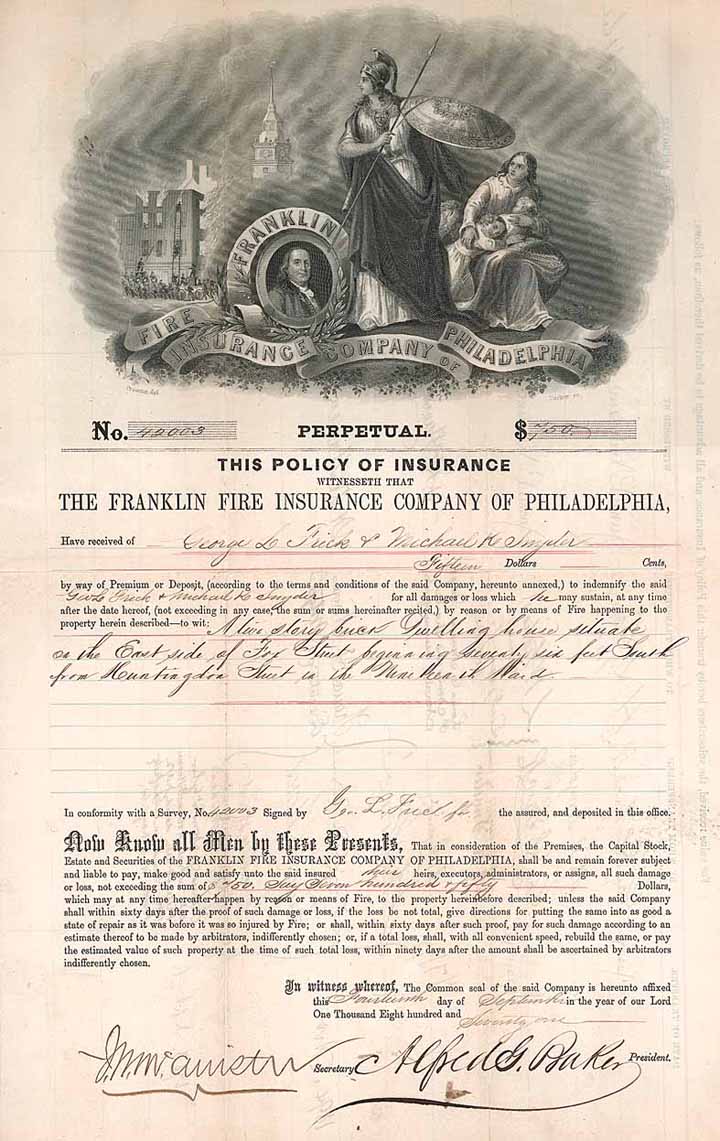 FRANKLIN
FIRE INSURANCE COMPANY OF PHILADELPHIA
No. 42003 PERPETUAL. $750
THIS POLICY OF INSURANCE
WITNESSETH THAT
THE FRANKLIN FIRE INSURANCE COMPANY OF PHILADELPHIA,
Have received of George L Frick & Michael K Snyder
Fifteen Dollars Cents,
by way of Premium or Deposit, (according to the terms and conditions of the said Company, hereunto annexed,) to indemnify the said
Geo L Frick & Michael K Snyder for all damages or loss which he may sustain, at any time
after the date hereof, (not exceeding in any case, the sum or sums hereinafter recited,) by reason or by means of Fire happening to the
property herein described—to wit: A two story brick Dwelling house situate
on the East side of Fox Street beginning Seventy six feet South
from Huntingdon Street in the Nineteenth Ward
In conformity with a Survey, No. 42003 Signed by Geo. L. Frick the assured, and deposited in this office.
Now Know all Men by these Presents, That in consideration of the Premises, the Capital Stock,
Estate and Securities of the FRANKLIN FIRE INSURANCE COMPANY OF PHILADELPHIA, shall be and remain forever subject
and liable to pay, make good and satisfy unto the said insured their heirs, executors, administrators, or assigns, all such damage
or loss, not exceeding the sum of $750. Say Seven hundred & fifty Dollars,
which may at any time hereafter happen by reason or means of Fire, to the property hereinbefore described; unless the said Company
shall within sixty days after the proof of such damage or loss, if the loss be not total, give directions for putting the same into as good a
state of repair as it was before it was so injured by Fire; or shall, within sixty days after such proof, pay for such damage according to an
estimate thereof to be made by arbitrators, indifferently chosen; or, if a total loss, shall, with all convenient speed, rebuild the same, or pay
the estimated value of such property at the time of such total loss, within ninety days after the amount shall be ascertained by arbitrators
indifferently chosen.
In witness whereof, The Common seal of the said Company is hereunto affixed
this Fourteenth day of September in the year of our Lord
One Thousand Eight hundred and Seventy one
Secretary Alfred G. Baker President.